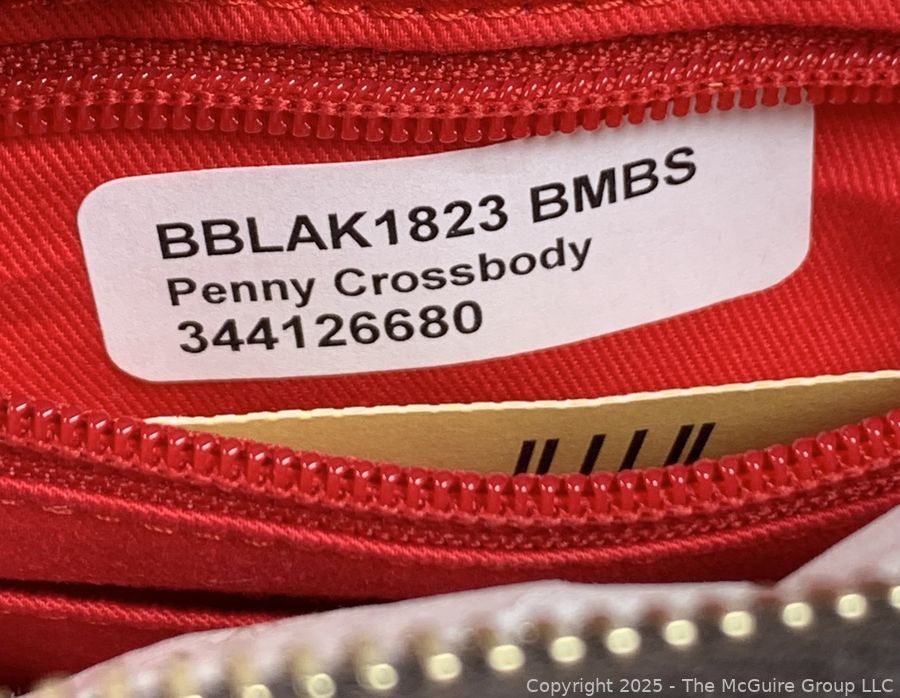 BBLAK1823 BMBS
Penny Crossbody
344126680
Copyright 2025 - The McGuire Group LLC